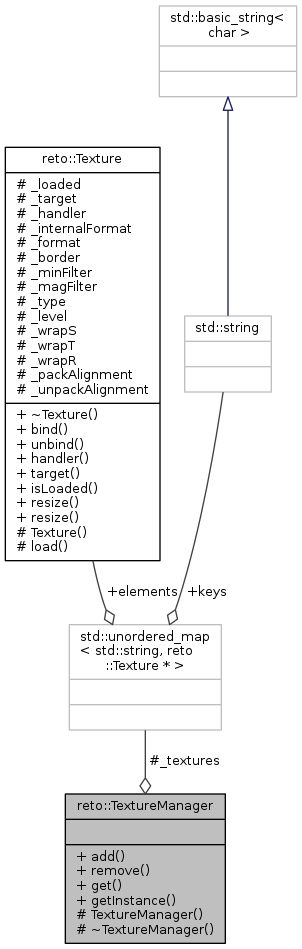 std::basic_string<
char >
reto::Texture
# _loaded
# _target
# _handler
# _internalFormat
# _format
# _border
# _minFilter
# _magFilter
# _type
# _level
# _wrapS
# _wrapT
# _wrapR
# _packAlignment
# _unpackAlignment
+ ~Texture()
+ bind()
+ unbind()
+ handler()
+ target()
+ isLoaded()
+ resize()
+ resize()
# Texture()
# load()
std::string
+elements
+keys
std::unordered_map
< std::string, reto
::Texture * >
#_textures
reto::TextureManager
+ add()
+ remove()
+ get()
+ getInstance()
# TextureManager()
# ~TextureManager()